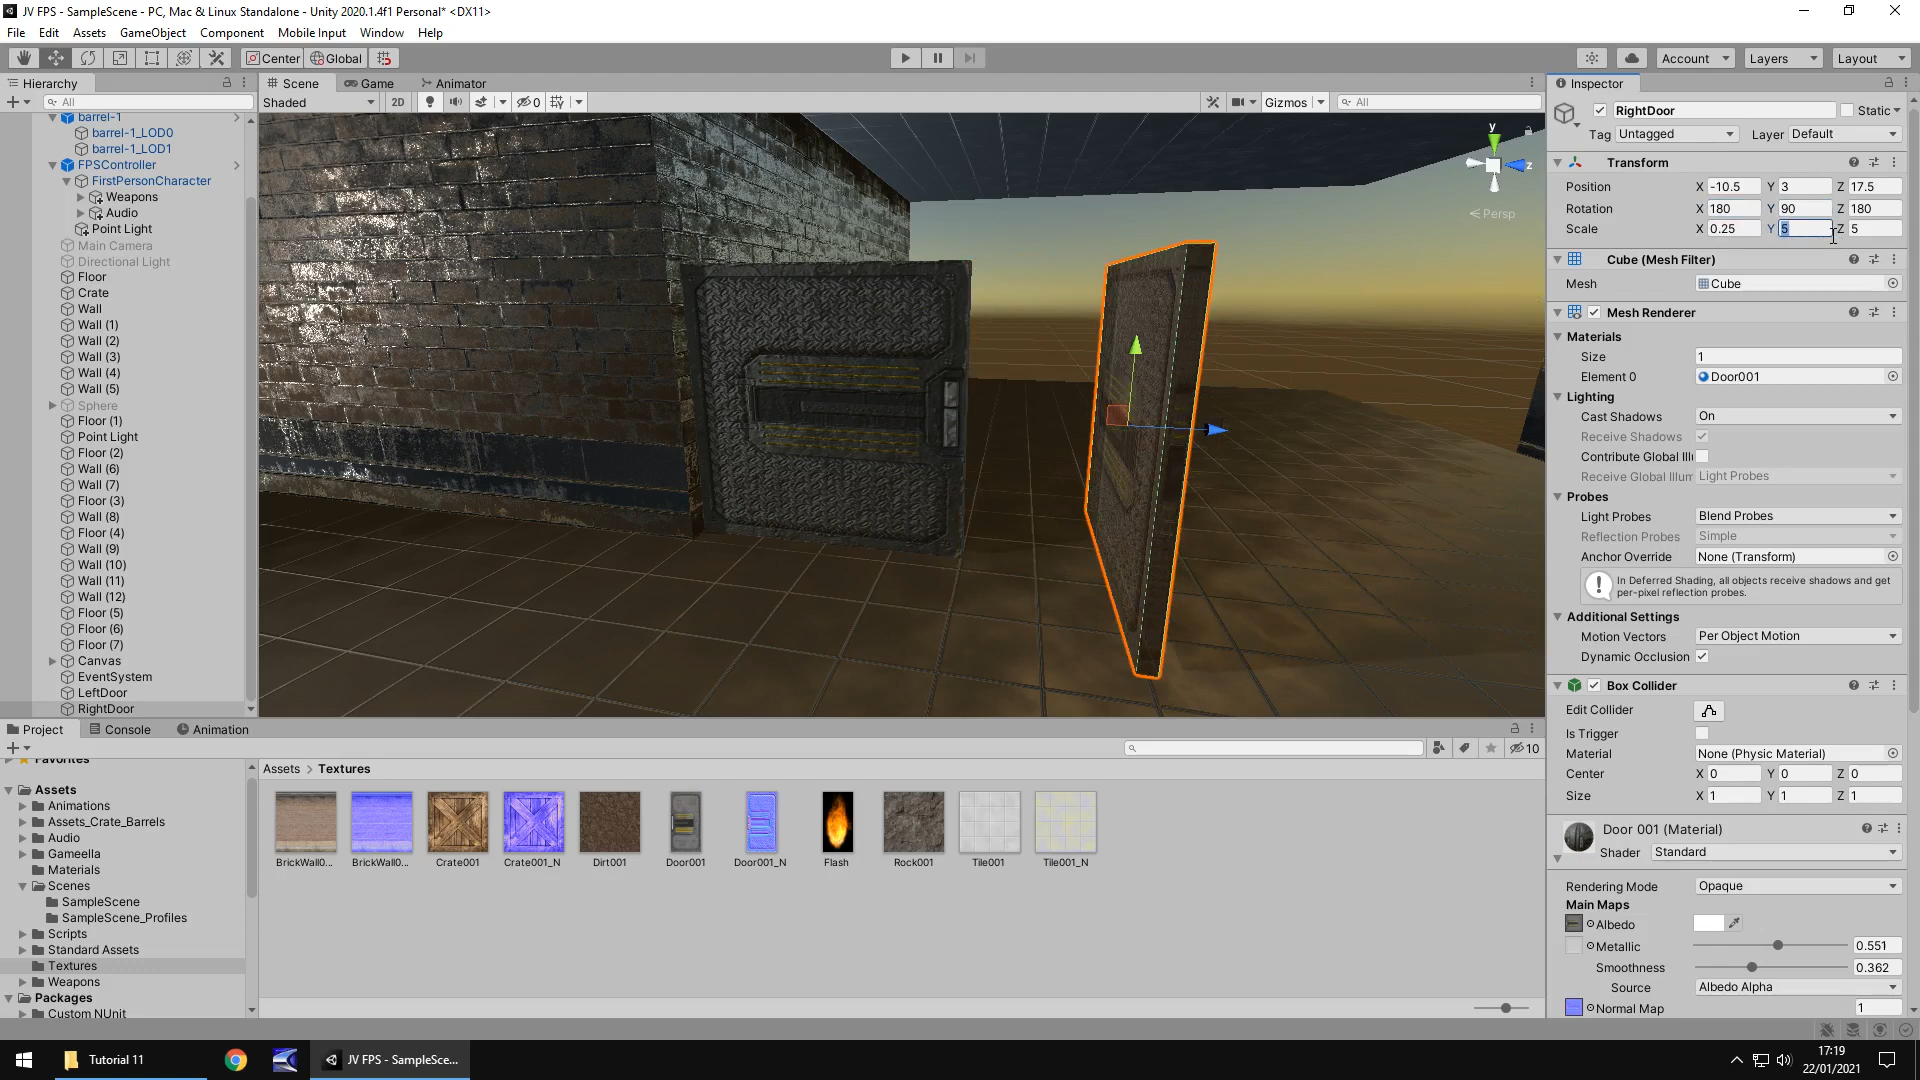 JV FPS - SampleScene - PC, Mac & Linux Standalone - Unity 2020.1.4f1 Personal* <DX11>
File Edit Assets GameObject Component Mobile Input Window Help
Center Global Account Layers Layout
Hierarchy
All
barrel-1
barrel-1_LOD0
barrel-1_LOD1
FPSController
FirstPersonCharacter
Weapons
Audio
Point Light
Main Camera
Directional Light
Floor
Crate
Wall
Wall (1)
Wall (2)
Wall (3)
Wall (4)
Wall (5)
Sphere
Floor (1)
Point Light
Floor (2)
Wall (6)
Wall (7)
Floor (3)
Wall (8)
Floor (4)
Wall (9)
Wall (10)
Wall (11)
Wall (12)
Floor (5)
Floor (6)
Floor (7)
Canvas
EventSystem
LeftDoor
RightDoor
Scene Game Animator
Shaded 2D 0 Gizmos All
y
z
Persp
Inspector
RightDoor Static
Tag Untagged Layer Default
Transform
Position X -10.5 Y 3 Z 17.5
Rotation X 180 Y 90 Z 180
Scale X 0.25 Y 5 Z 5
Cube (Mesh Filter)
Mesh Cube
Mesh Renderer
Materials
Size 1
Element 0 Door001
Lighting
Cast Shadows On
Receive Shadows
Contribute Global Illu
Receive Global Illum Light Probes
Probes
Light Probes Blend Probes
Reflection Probes Simple
Anchor Override None (Transform)
In Deferred Shading, all objects receive shadows and get
per-pixel reflection probes.
Additional Settings
Motion Vectors Per Object Motion
Dynamic Occlusion
Box Collider
Edit Collider
Is Trigger
Material None (Physic Material)
Center X 0 Y 0 Z 0
Size X 1 Y 1 Z 1
Door 001 (Material)
Shader Standard
Rendering Mode Opaque
Main Maps
Albedo
Metallic 0.551
Smoothness 0.362
Source Albedo Alpha
Normal Map 1
Project Console Animation
10
Favorites
Assets
Animations
Assets_Crate_Barrels
Audio
Gameella
Materials
Scenes
SampleScene
SampleScene_Profiles
Scripts
Standard Assets
Textures
Weapons
Packages
Custom NUnit
Assets > Textures
BrickWall0... BrickWall0... Crate001 Crate001_N Dirt001 Door001 Door001_N Flash Rock001 Tile001 Tile001_N
Tutorial 11
JV FPS - SampleSce...
17:19
22/01/2021